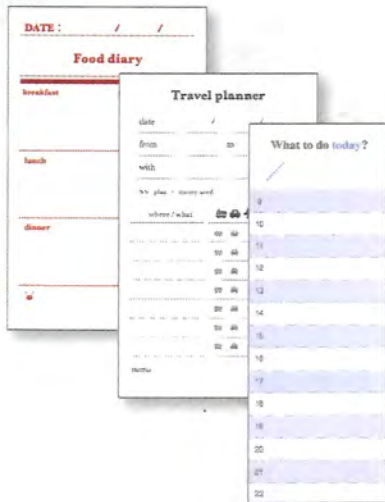 DATE : / /
Food diary
breakfast
lunch
dinner
Travel planner
date / /
from to
with
where / what
memo
What to do today?
9
10
11
12
13
14
15
16
17
18
19
20
21
22